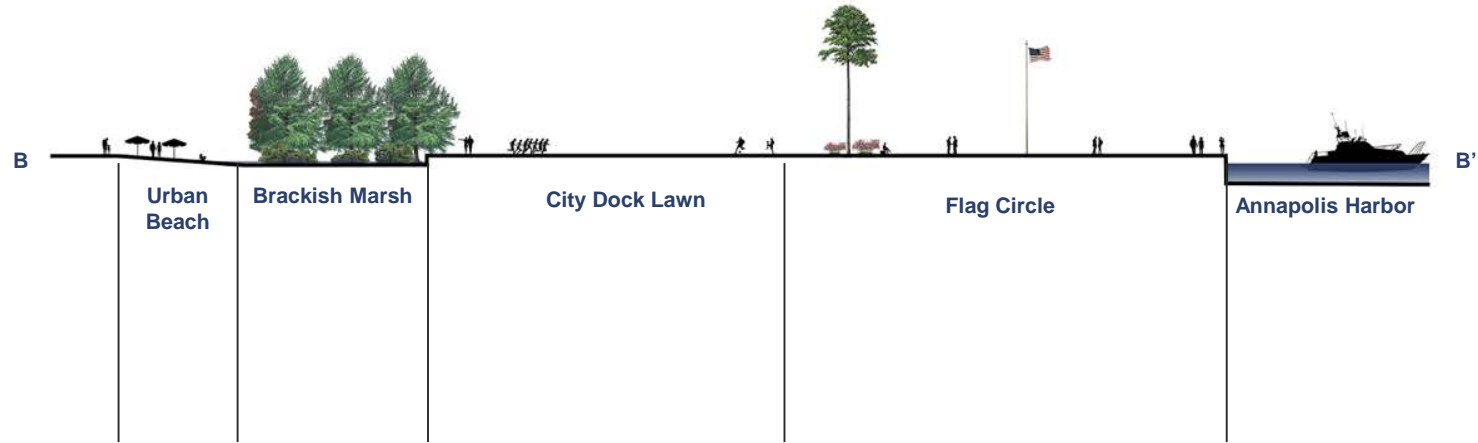 B
Urban
Beach
Brackish Marsh
City Dock Lawn
Flag Circle
Annapolis Harbor
B'